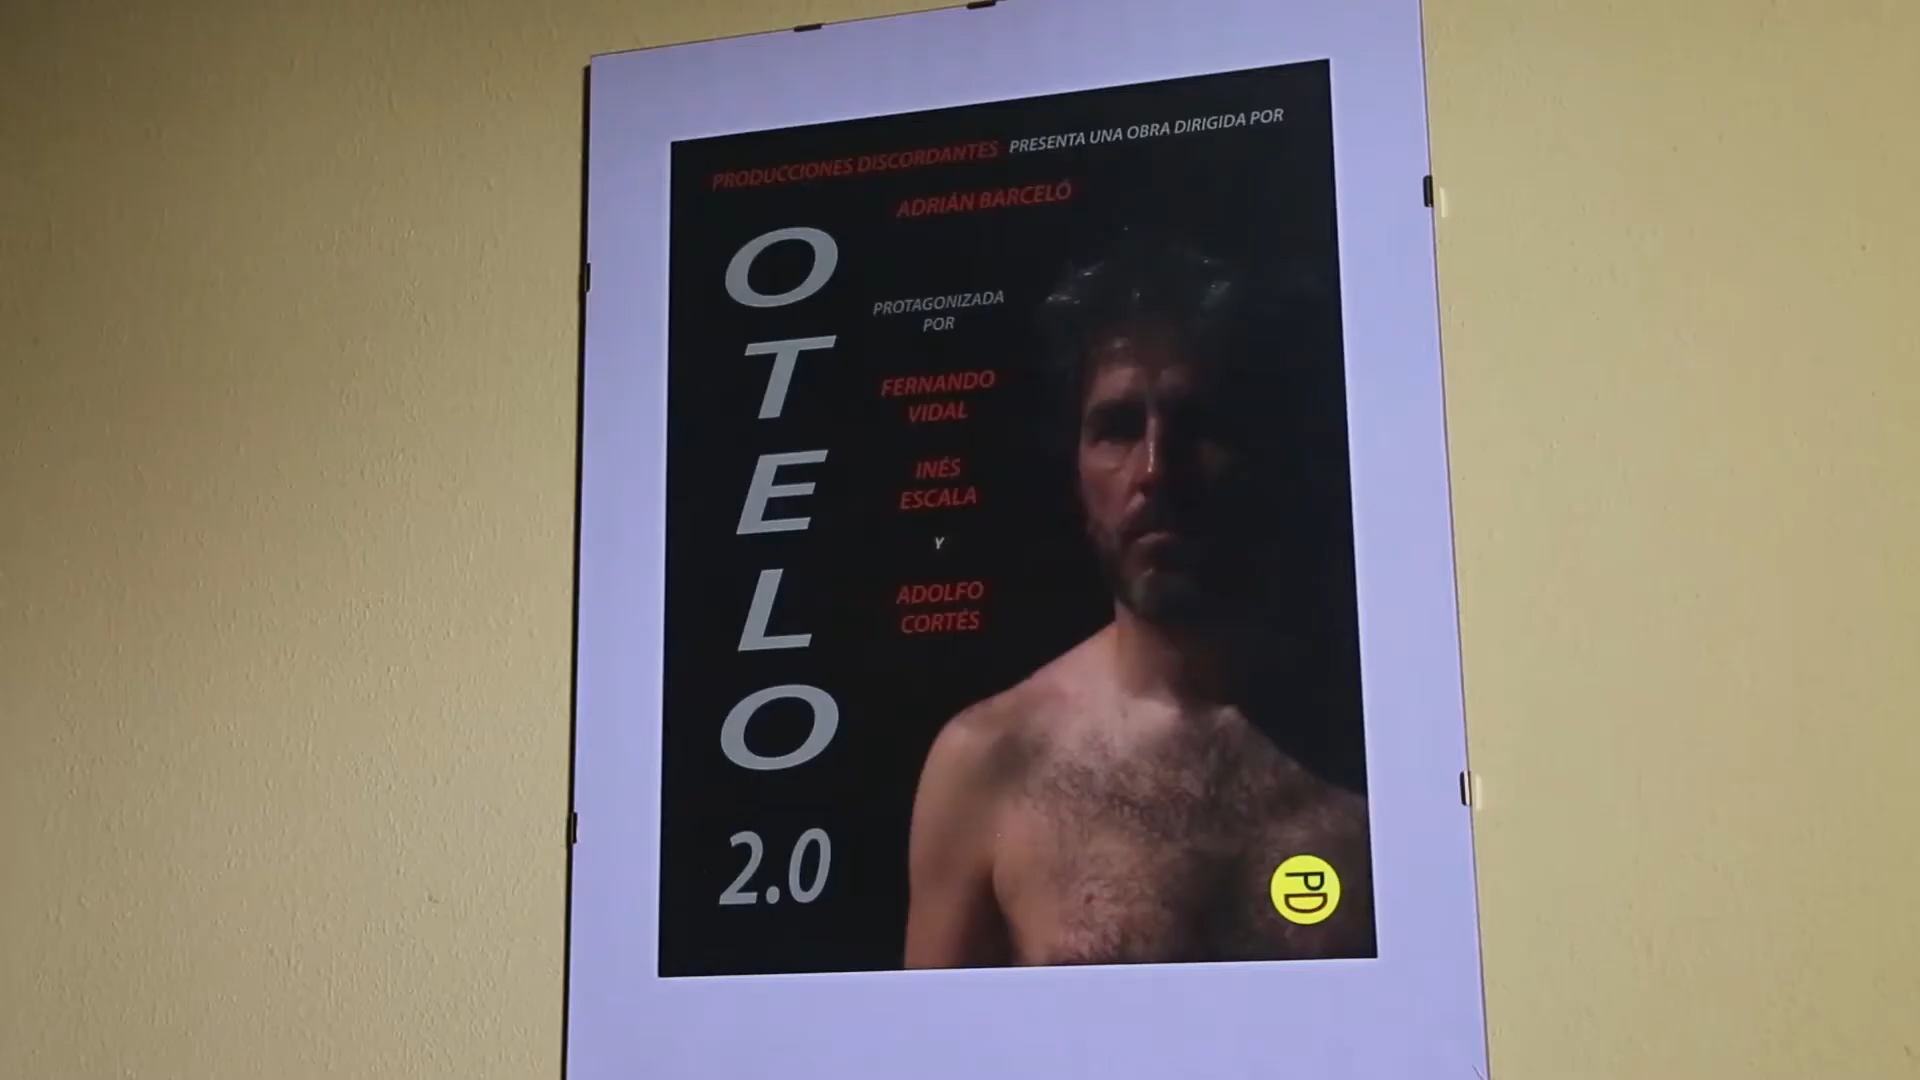 PRODUCCIONES DISCORDANTES PRESENTA UNA OBRA DIRIGIDA POR
ADRIÁN BARCELÓ
OTELO
2.0
PROTAGONIZADA
POR
FERNANDO
VIDAL
INÉS
ESCALA
Y
ADOLFO
CORTÉS
PD